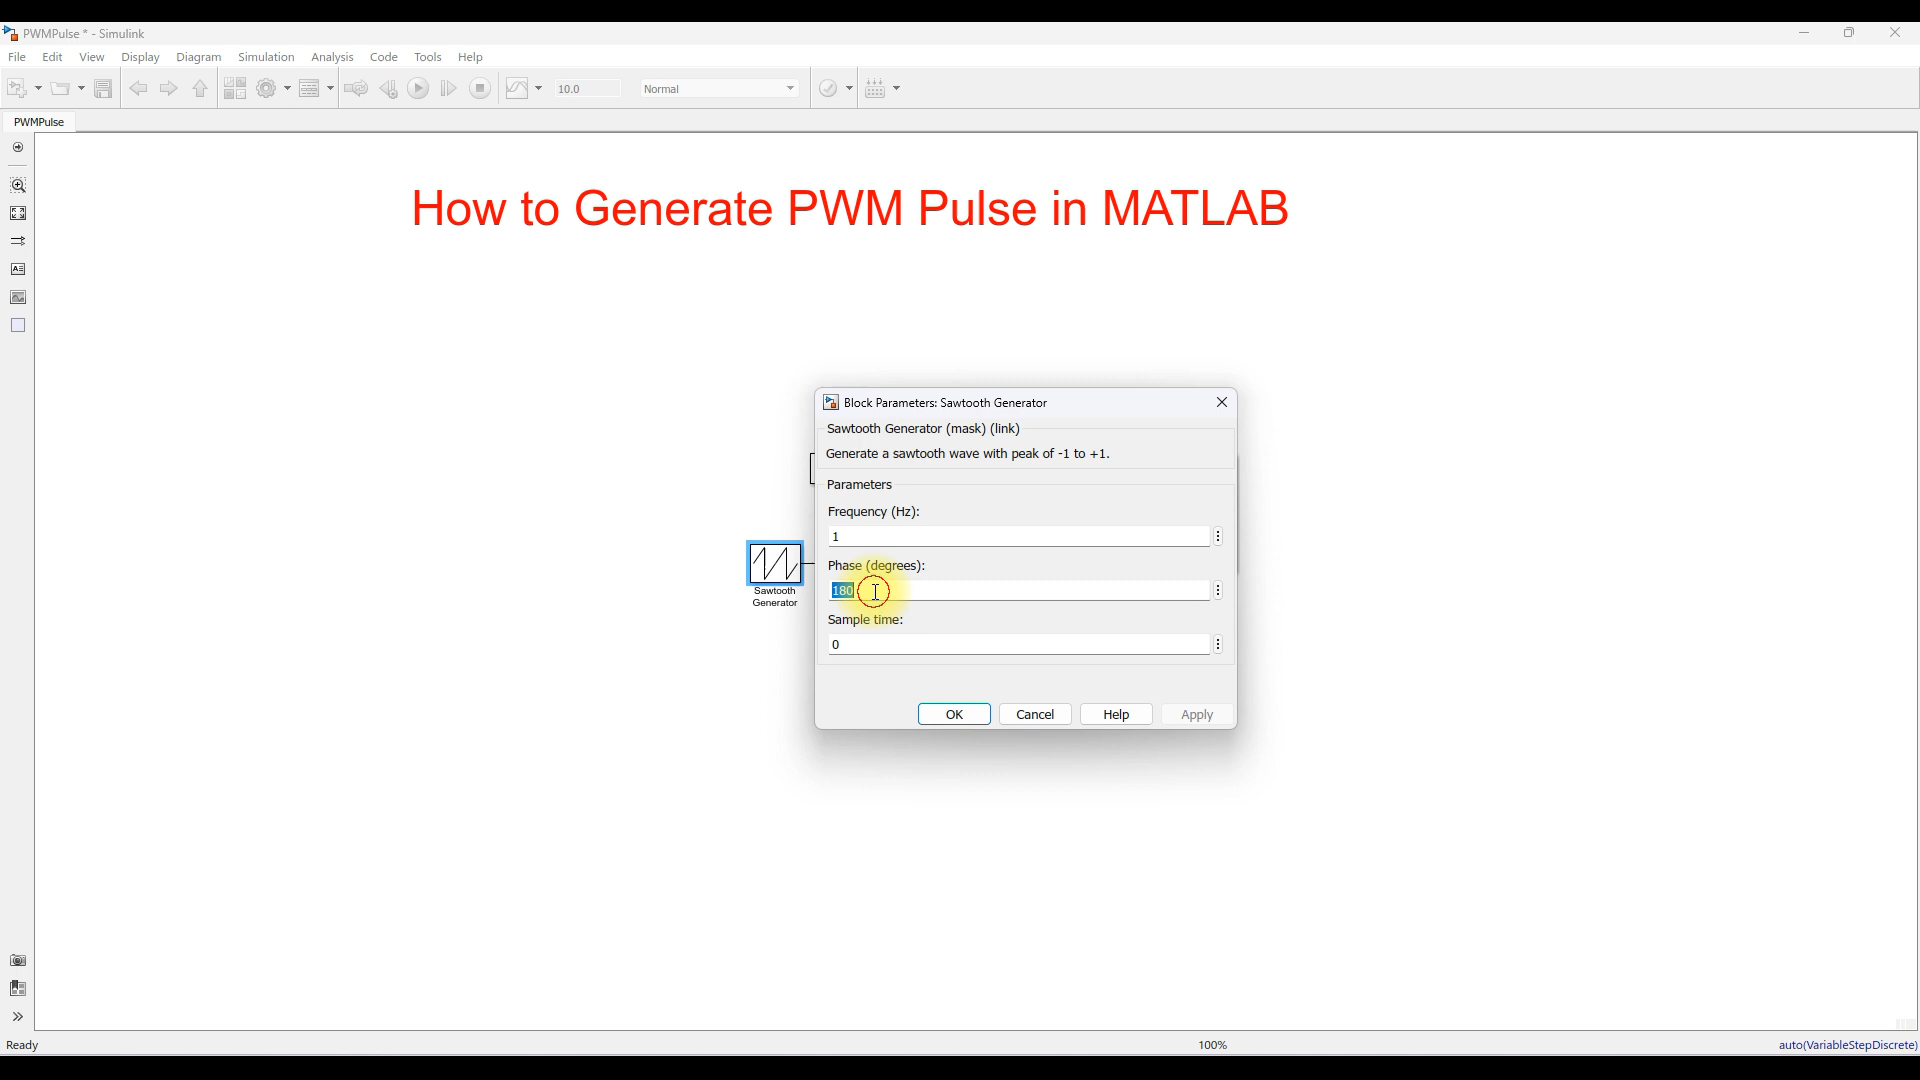 PWMPulse * - Simulink
File Edit View Display Diagram Simulation Analysis Code Tools Help
10.0 Normal
PWMPulse
How to Generate PWM Pulse in MATLAB
Block Parameters: Sawtooth Generator
Sawtooth Generator (mask) (link)
Generate a sawtooth wave with peak of -1 to +1.
Parameters
Frequency (Hz):
1
Phase (degrees):
180
Sample time:
0
OK Cancel Help Apply
Sawtooth
Generator
Ready 100% auto(VariableStepDiscrete)